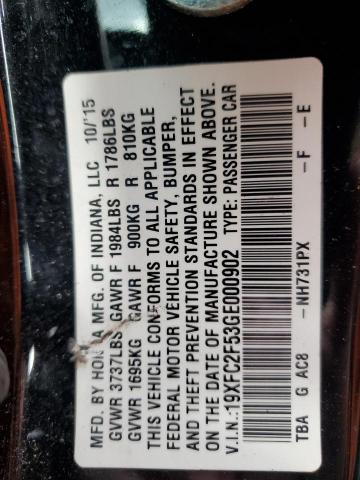 MFD. BY HONDA MFG. OF INDIANA, LLC 10/'15
GVWR 3737LBS GAWR F 1984LBS R 1786LBS
GVWR 1695KG GAWR F 900KG R 810KG
THIS VEHICLE CONFORMS TO ALL APPLICABLE
FEDERAL MOTOR VEHICLE SAFETY, BUMPER,
AND THEFT PREVENTION STANDARDS IN EFFECT
ON THE DATE OF MANUFACTURE SHOWN ABOVE.
V.I.N.:19XFC2F53GE000902 TYPE: PASSENGER CAR
TBA G AC8 -NH731PX -F -E